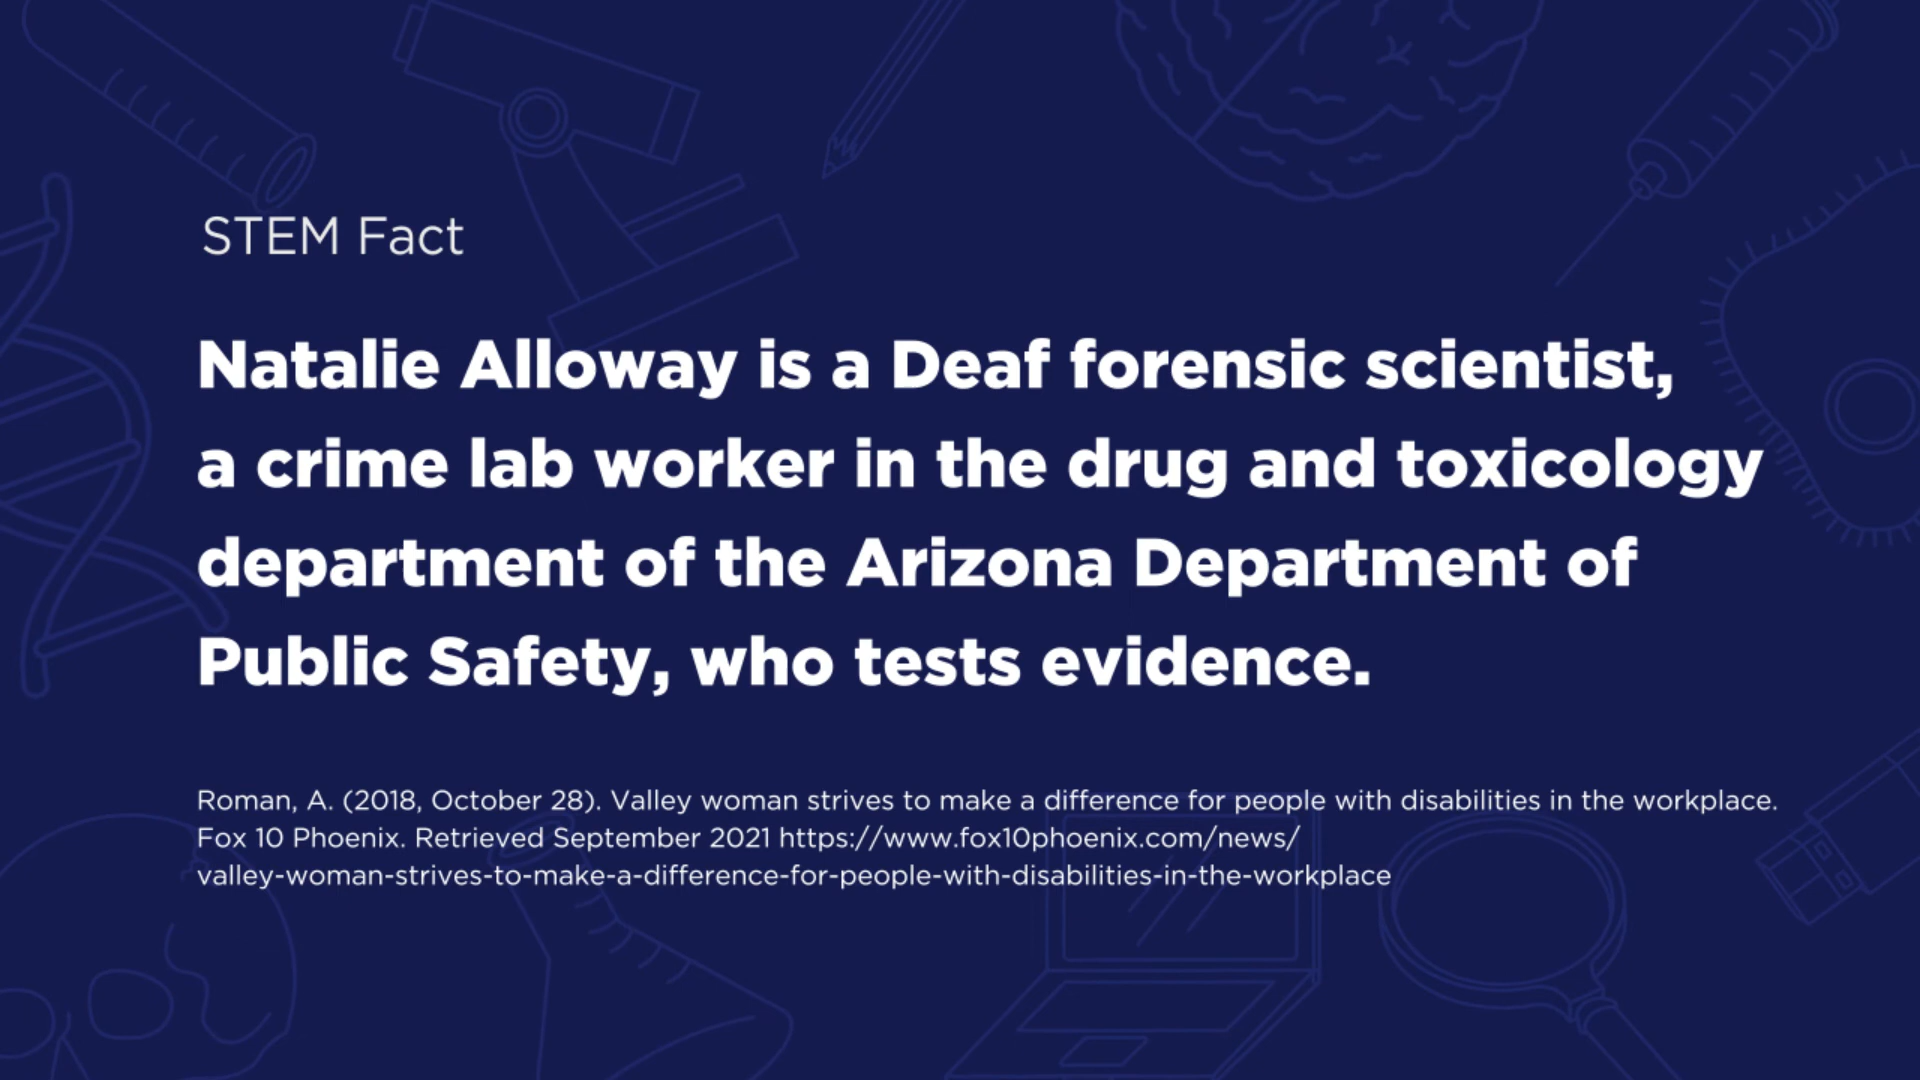 STEM Fact
Natalie Alloway is a Deaf forensic scientist,
a crime lab worker in the drug and toxicology
department of the Arizona Department of
Public Safety, who tests evidence.
Roman, A. (2018, October 28). Valley woman strives to make a difference for people with disabilities in the workplace.
Fox 10 Phoenix. Retrieved September 2021 https://www.fox10phoenix.com/news/
valley-woman-strives-to-make-a-difference-for-people-with-disabilities-in-the-workplace